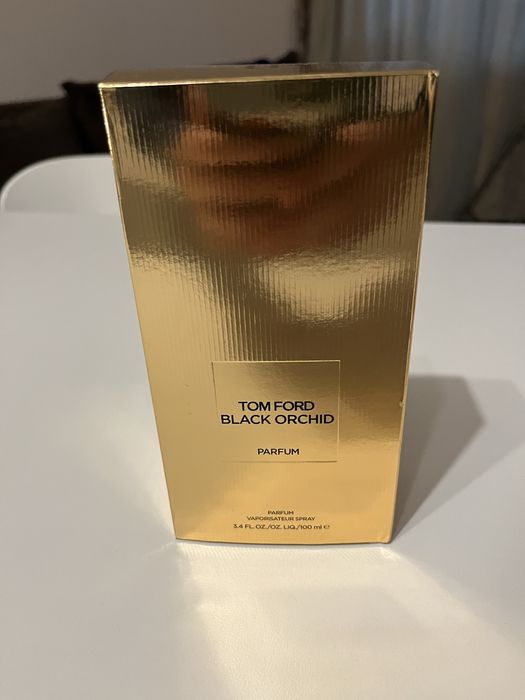 TOM FORD
BLACK ORCHID
PARFUM
PARFUM
VAPORISATEUR SPRAY
3.4 FL. OZ./OZ. LIQ./100 ml ℮